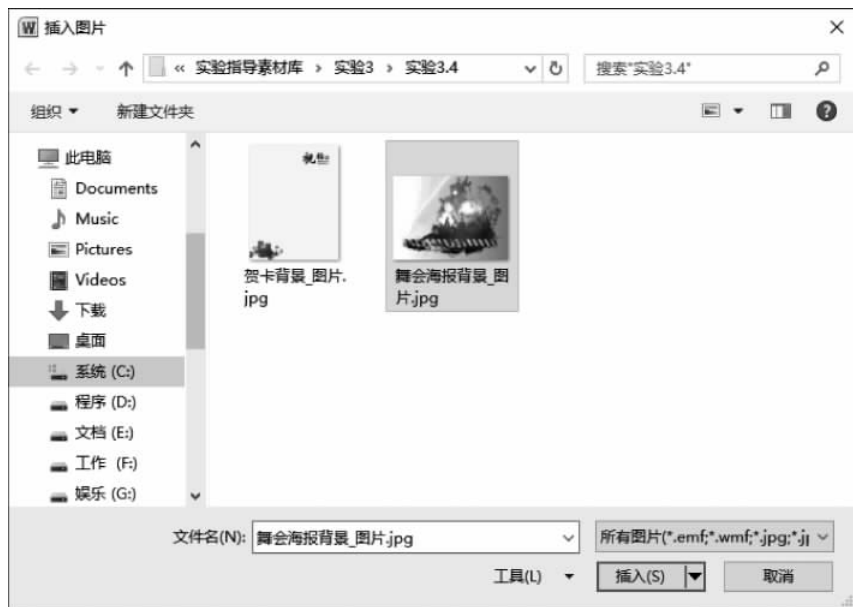 插入图片
« 实验指导素材库 › 实验3 › 实验3.4
搜索"实验3.4"
组织 新建文件夹
此电脑
Documents
Music
Pictures
Videos
下载
桌面
系统 (C:)
程序 (D:)
文档 (E:)
工作 (F:)
娱乐 (G:)
贺卡背景_图片.
jpg
舞会海报背景_图
片.jpg
文件名(N): 舞会海报背景_图片.jpg
所有图片(*.emf;*.wmf;*.jpg;*.j
工具(L) 插入(S) 取消